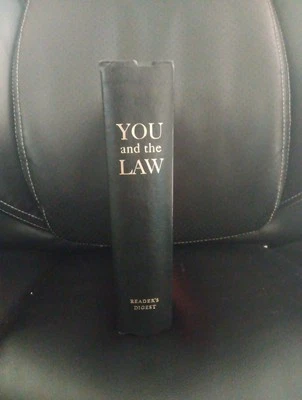 YOU
and the
LAW
READER'S
DIGEST